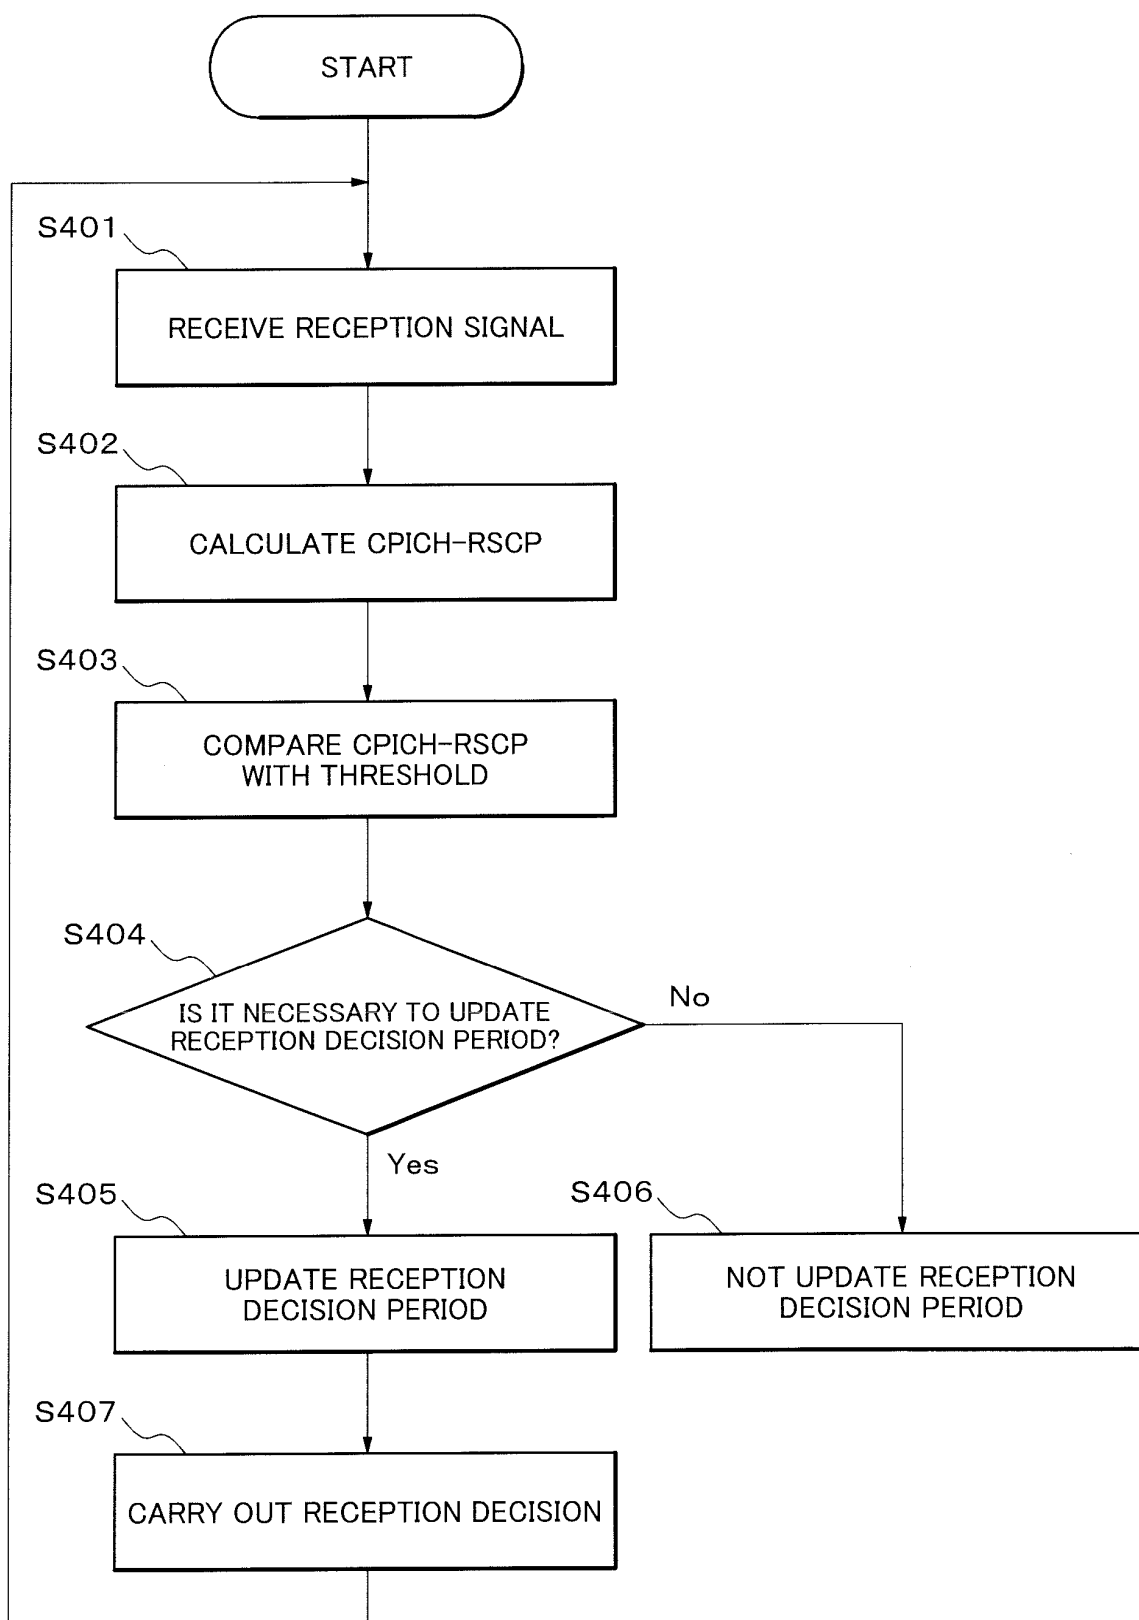 START
S401
RECEIVE RECEPTION SIGNAL
S402
CALCULATE CPICH-RSCP
S403
COMPARE CPICH-RSCP
WITH THRESHOLD
S404
IS IT NECESSARY TO UPDATE
RECEPTION DECISION PERIOD?
No
Yes
S405
UPDATE RECEPTION
DECISION PERIOD
S406
NOT UPDATE RECEPTION
DECISION PERIOD
S407
CARRY OUT RECEPTION DECISION